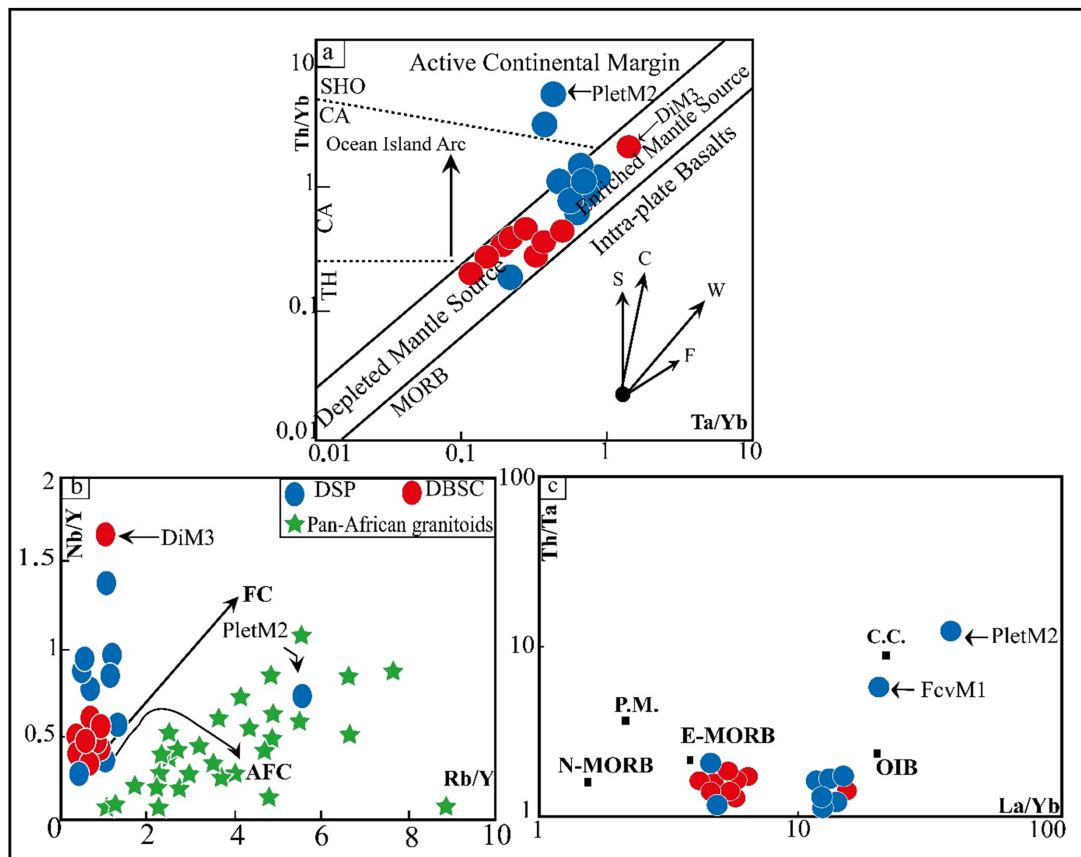 a
Active Continental Margin
10
SHO
PletM2
CA
Th/Yb
DiM3
Ocean Island Arc
Enriched Mantle Source
1
CA
Intra-plate Basalts
TH
C
S
W
0.1
F
Depleted Mantle Source
MORB
0.01
Ta/Yb
0.01
0.1
1
10
b
2
DSP
DBSC
Pan-African granitoids
Nb/Y
DiM3
1.5
FC
PletM2
1
0.5
AFC
Rb/Y
0
0
2
4
6
8
10
c
100
Th/Ta
10
C.C.
PletM2
FcvM1
P.M.
E-MORB
N-MORB
OIB
1
La/Yb
1
10
100